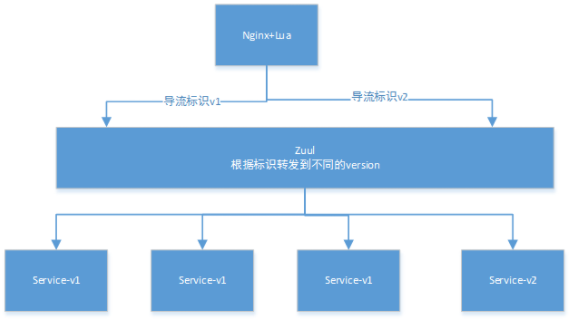 Nginx+Lua
导流标识v1
导流标识v2
Zuul
根据标识转发到不同的version
Service-v1
Service-v1
Service-v1
Service-v2